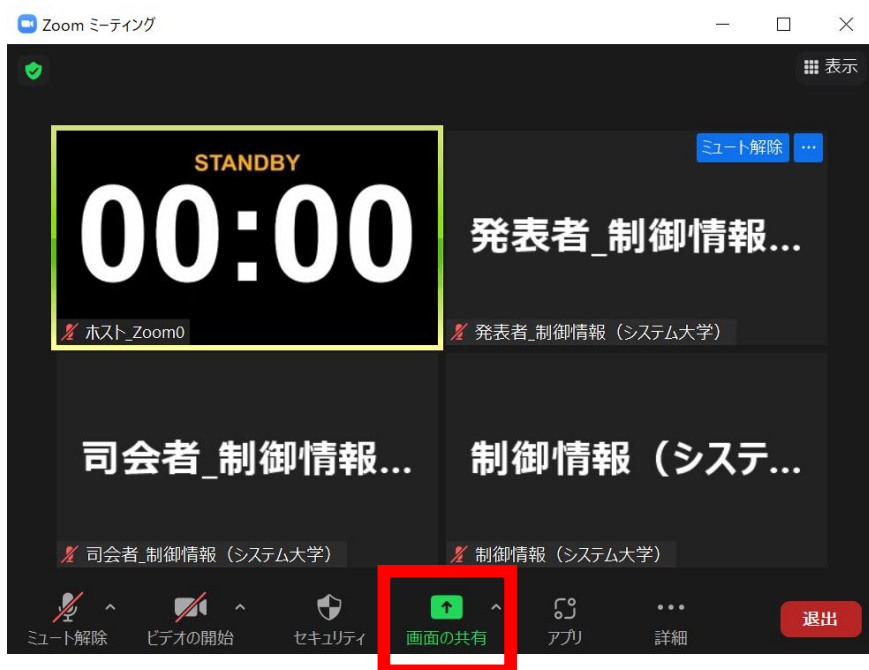 Zoom ミーティング
表示
STANDBY
00:00
ホスト_Zoom0
ミュート解除 ...
発表者_制御情報...
発表者_制御情報（システム大学）
司会者_制御情報...
司会者_制御情報（システム大学）
制御情報（システ...
制御情報（システム大学）
ミュート解除 ビデオの開始 セキュリティ 画面の共有 アプリ 詳細 退出